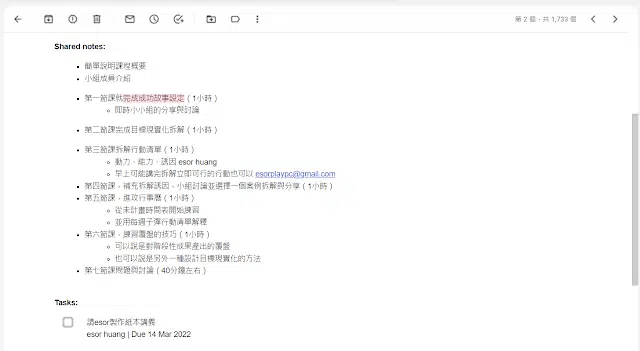 第 2 個，共 1,733 個
Shared notes:
簡單說明課程概要
小組成員介紹
第一節課就完成成功故事設定（1小時）
即時小小組的分享與討論
第二節課完成目標現實化拆解（1小時）
第三節課拆解行動清單（1小時）
動力、能力、誘因 esor huang
早上可能講完拆解立即可行的行動也可以 esorplaypc@gmail.com
第四節課，補充拆解誘因，小組討論並選擇一個案例拆解與分享（1小時）
第五節課，進攻行事曆（1小時）
從未計畫時間表開始練習
並用每週子彈行動清單解釋
第六節課，練習覆盤的技巧（1小時）
可以說是對階段性成果產出的覆盤
也可以說是另外一種設計目標現實化的方法
第七節課問題與討論（40分鐘左右）
Tasks:
請esor製作紙本講義
esor huang | Due 14 Mar 2022